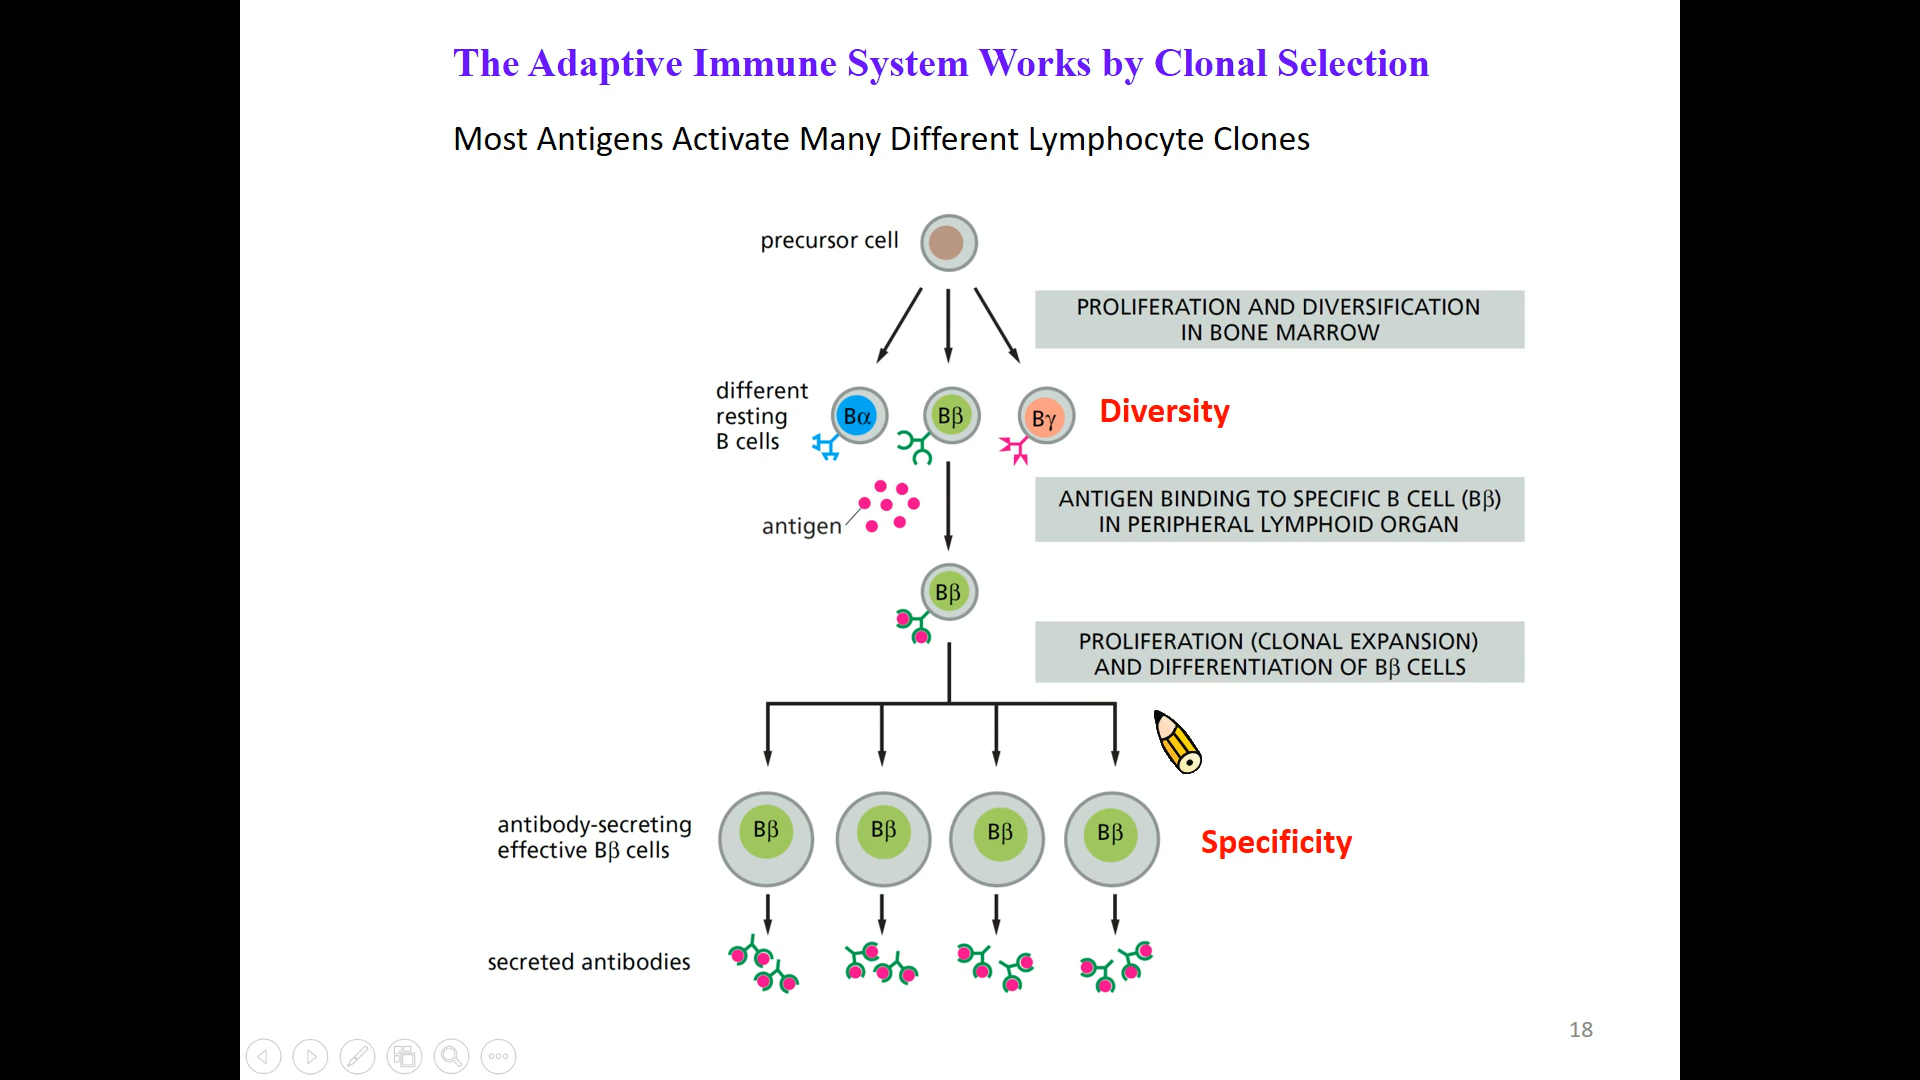 The Adaptive Immune System Works by Clonal Selection
Most Antigens Activate Many Different Lymphocyte Clones
precursor cell
PROLIFERATION AND DIVERSIFICATION
IN BONE MARROW
different
resting
B cells
Bα
Bβ
Bγ
Diversity
antigen
ANTIGEN BINDING TO SPECIFIC B CELL (Bβ)
IN PERIPHERAL LYMPHOID ORGAN
Bβ
PROLIFERATION (CLONAL EXPANSION)
AND DIFFERENTIATION OF Bβ CELLS
antibody-secreting
effective Bβ cells
Bβ
Bβ
Bβ
Bβ
Specificity
secreted antibodies
18